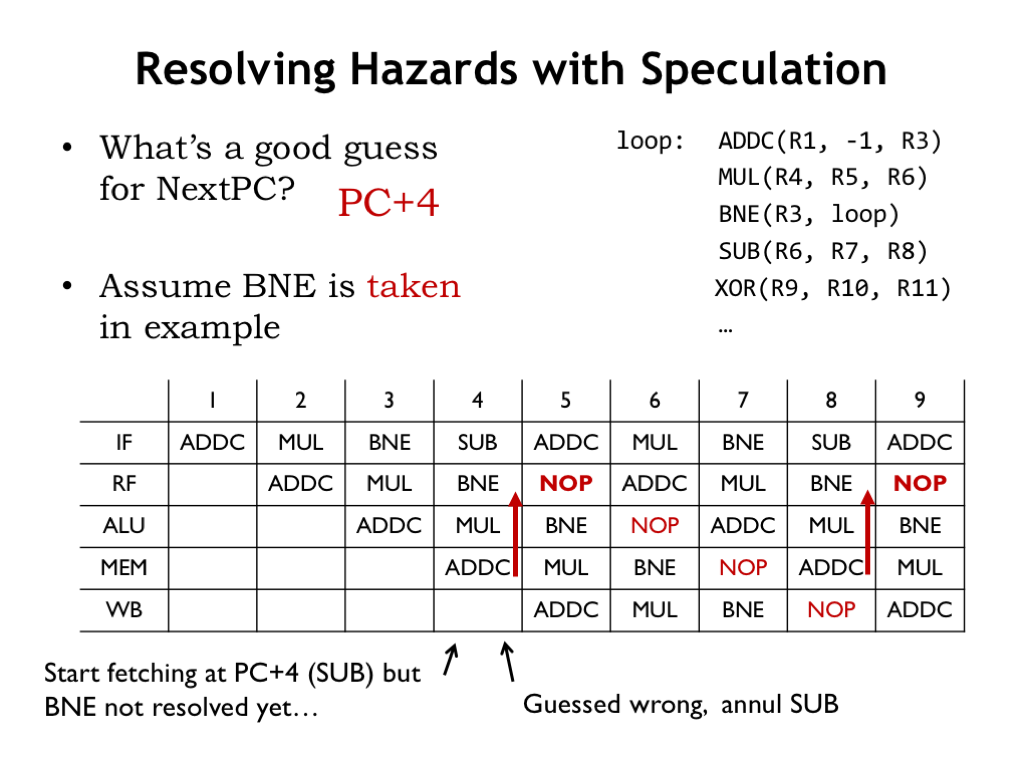 Resolving Hazards with Speculation
• What's a good guess
for NextPC?
PC+4
• Assume BNE is taken
in example
loop: ADDC(R1, -1, R3)
MUL(R4, R5, R6)
BNE(R3, loop)
SUB(R6, R7, R8)
XOR(R9, R10, R11)
…
1 2 3 4 5 6 7 8 9
IF ADDC MUL BNE SUB ADDC MUL BNE SUB ADDC
RF ADDC MUL BNE NOP ADDC MUL BNE NOP
ALU ADDC MUL BNE NOP ADDC MUL BNE
MEM ADDC MUL BNE NOP ADDC MUL
WB ADDC MUL BNE NOP ADDC
Start fetching at PC+4 (SUB) but
BNE not resolved yet…
Guessed wrong, annul SUB